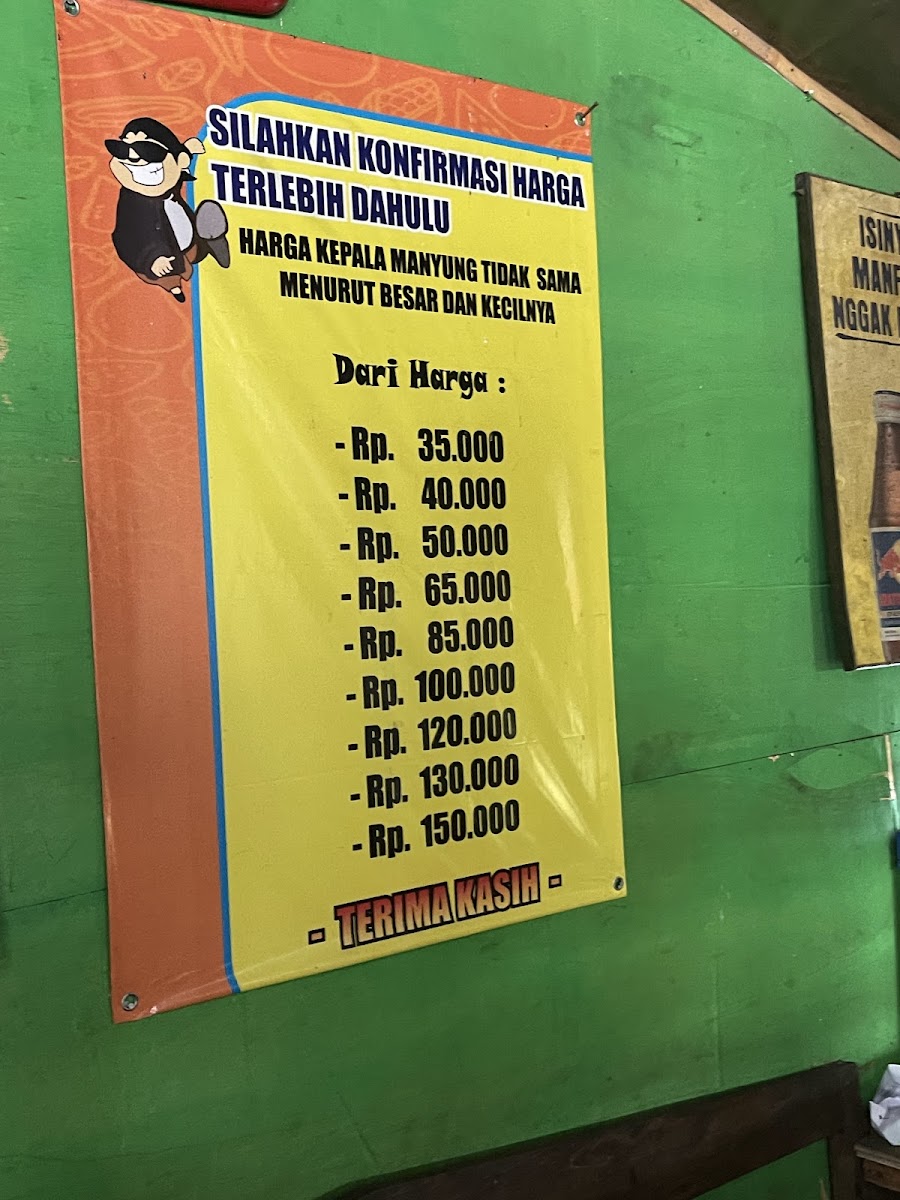 SILAHKAN KONFIRMASI HARGA
TERLEBIH DAHULU
HARGA KEPALA MANYUNG TIDAK SAMA
MENURUT BESAR DAN KECILNYA
Dari Harga :
- Rp. 35.000
- Rp. 40.000
- Rp. 50.000
- Rp. 65.000
- Rp. 85.000
- Rp. 100.000
- Rp. 120.000
- Rp. 130.000
- Rp. 150.000
- TERIMA KASIH -
NGGAK